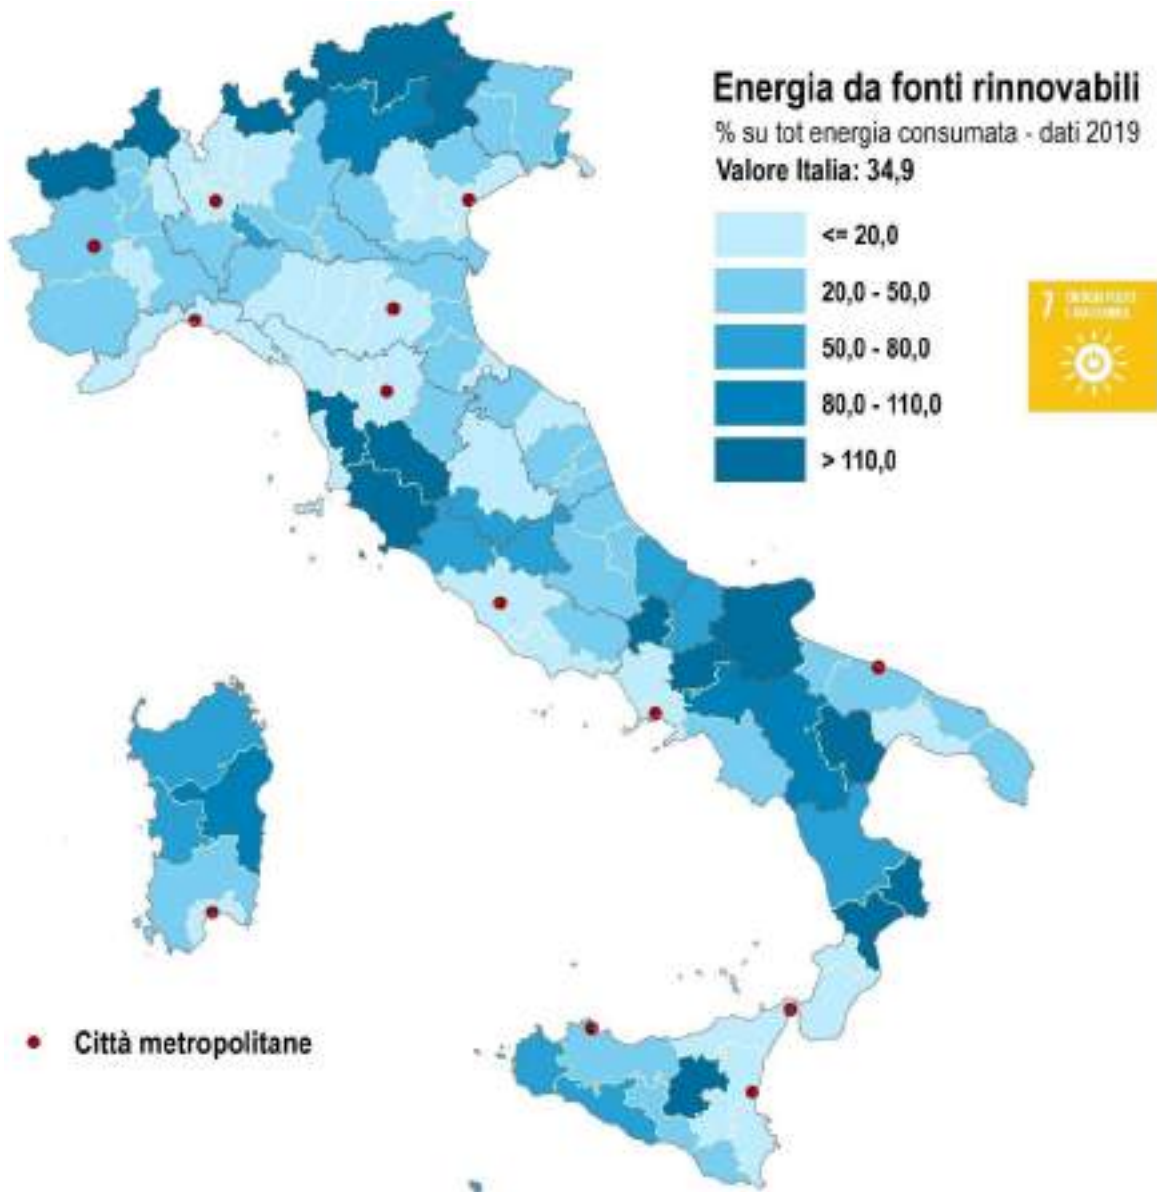 Energia da fonti rinnovabili
% su tot energia consumata - dati 2019
Valore Italia: 34,9
<= 20,0
20,0 - 50,0
50,0 - 80,0
80,0 - 110,0
> 110,0
7
Città metropolitane